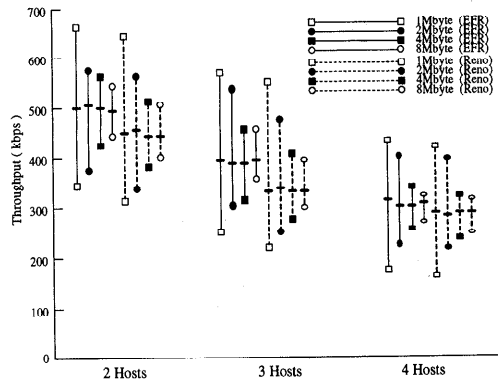 700
600
500
400
300
200
100
0
Throughput (kbps)
1Mbyte (EFR)
2Mbyte (EFR)
4Mbyte (EFR)
8Mbyte (EFR)
1Mbyte (Reno)
2Mbyte (Reno)
4Mbyte (Reno)
8Mbyte (Reno)
2 Hosts
3 Hosts
4 Hosts